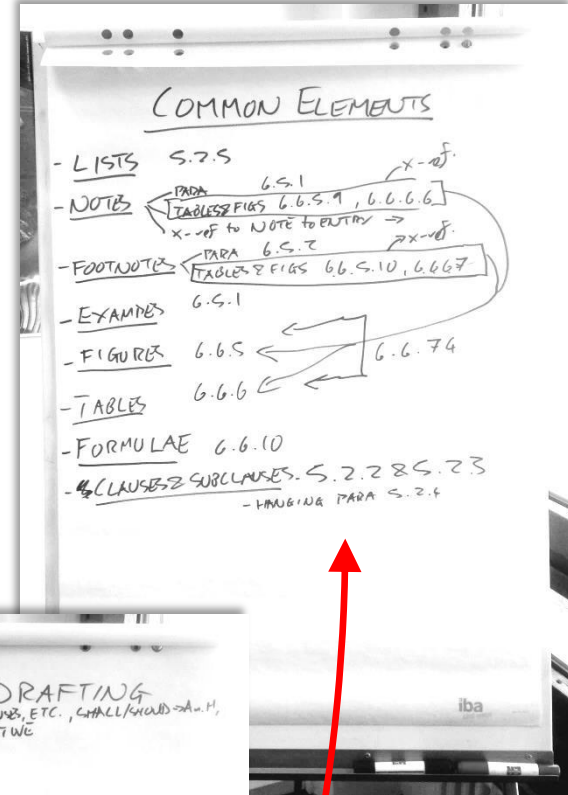 COMMON ELEMENTS
- LISTS 5.2.5
- NOTES PARA 6.5.1 x-ref.
TABLES & FIGS 6.6.5.9, 6.6.6.6
x-ref to NOTE to ENTRY →
- FOOTNOTES PARA 6.5.2 x-ref.
TABLES & FIGS 6.6.5.10, 6.6.6.7
- EXAMPLES 6.5.1
- FIGURES 6.6.5
6.6.74
- TABLES 6.6.6
- FORMULAE 6.6.10
- CLAUSES & SUBCLAUSES. 5.2.2 & 5.2.3
- HANGING PARA 5.2.4
iba
DRAFTING
ETC., SHALL/SHOULD